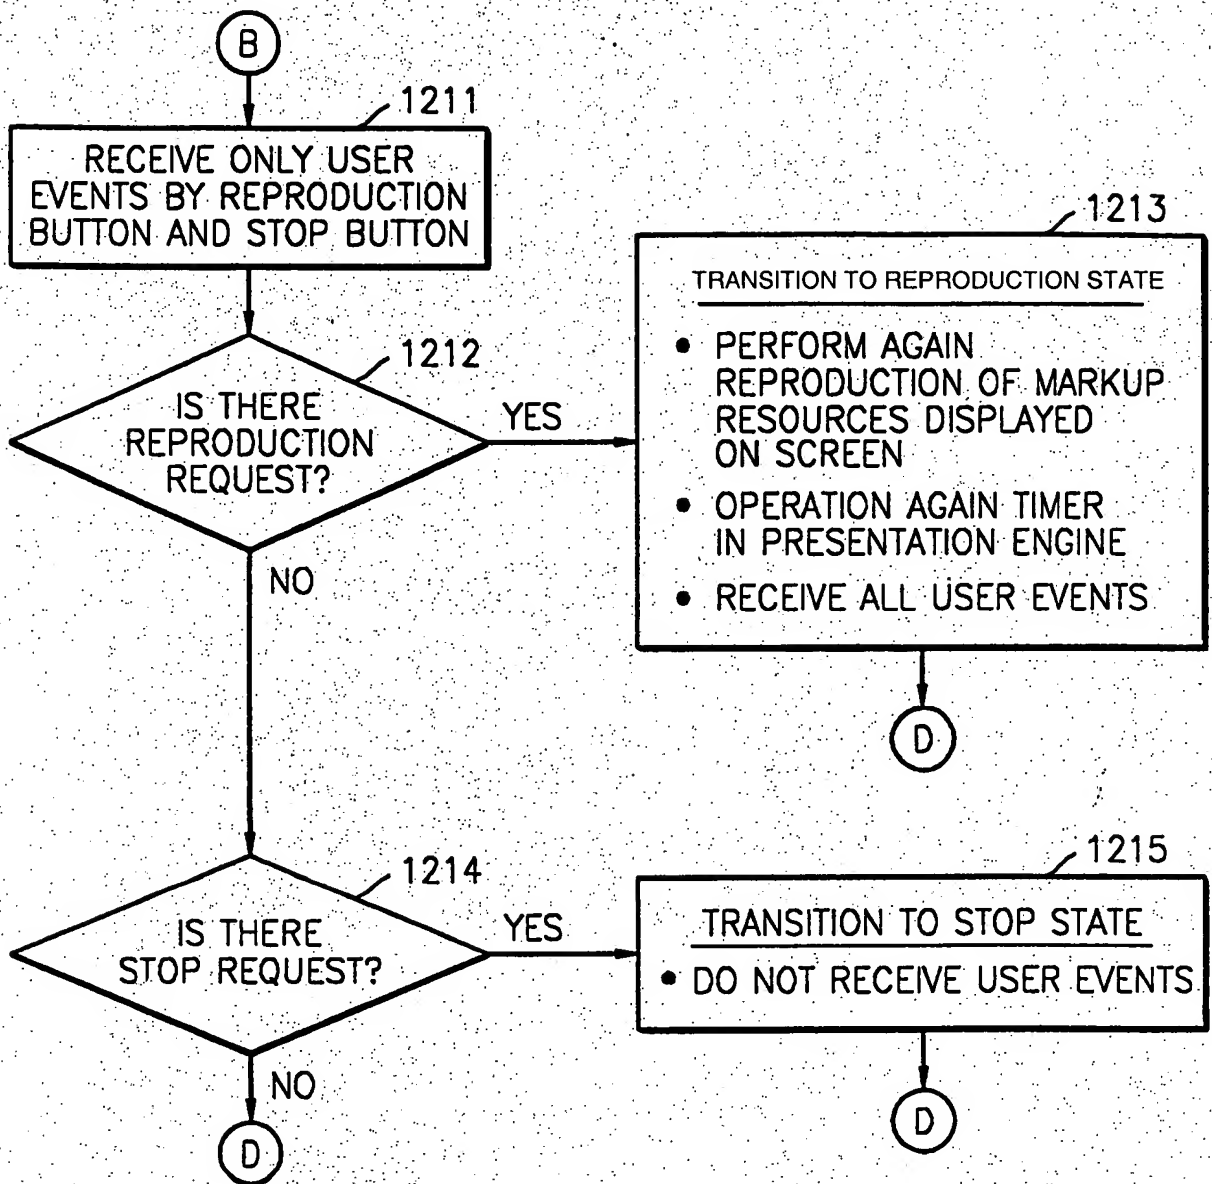 B
1211
RECEIVE ONLY USER
EVENTS BY REPRODUCTION
BUTTON AND STOP BUTTON
1212
IS THERE
REPRODUCTION
REQUEST?
YES
NO
1213
TRANSITION TO REPRODUCTION STATE
• PERFORM AGAIN
REPRODUCTION OF MARKUP
RESOURCES DISPLAYED
ON SCREEN
• OPERATION AGAIN TIMER
IN PRESENTATION ENGINE
• RECEIVE ALL USER EVENTS
D
1214
IS THERE
STOP REQUEST?
YES
NO
D
1215
TRANSITION TO STOP STATE
• DO NOT RECEIVE USER EVENTS
D